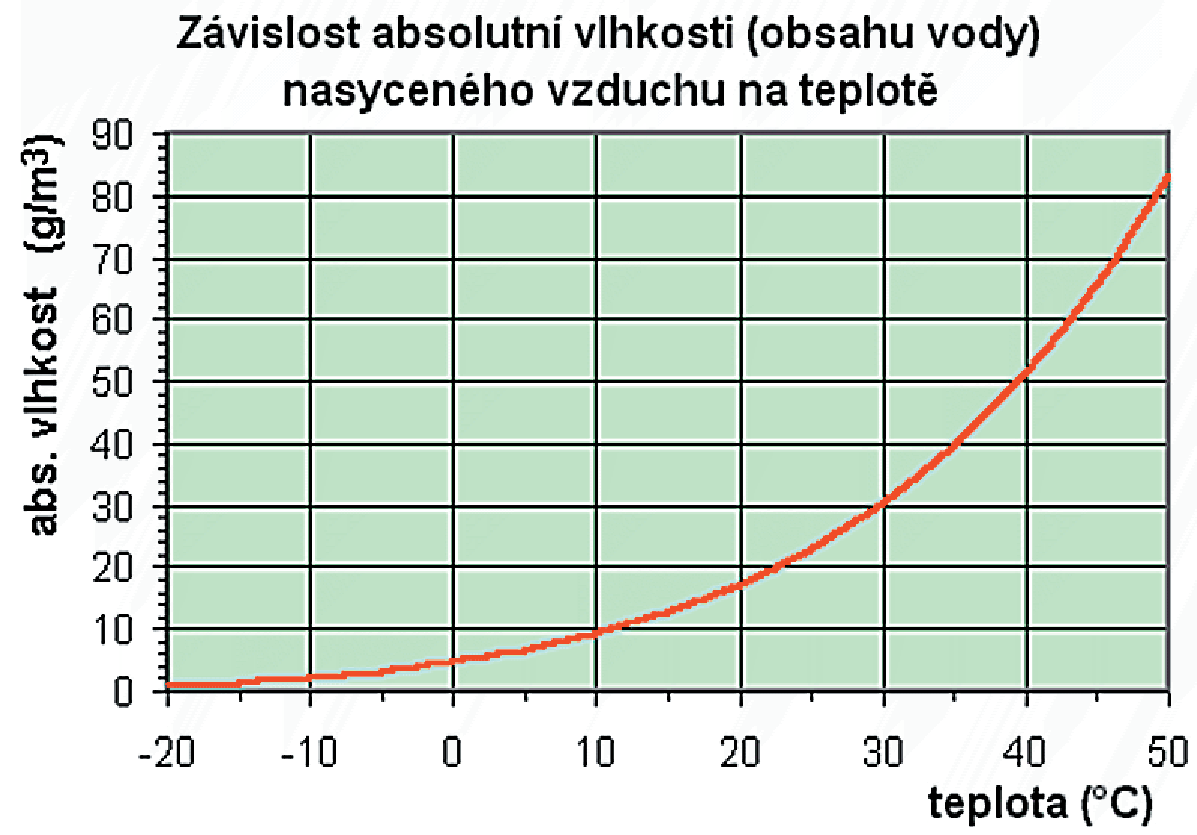 Závislost absolutní vlhkosti (obsahu vody)
nasyceného vzduchu na teplotě
abs. vlhkost (g/m³)
90
80
70
60
50
40
30
20
10
0
-20 -10 0 10 20 30 40 50
teplota (°C)